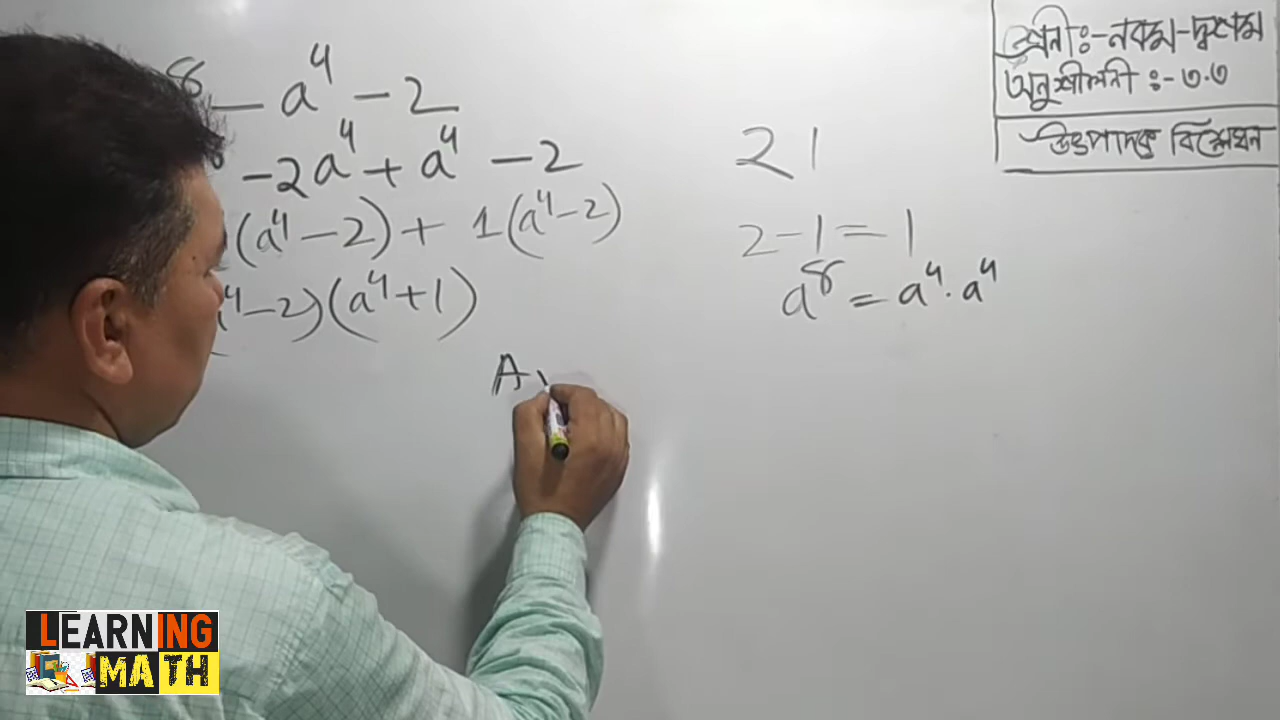 8 - a⁴ - 2
- 2a⁴ + a⁴ - 2
(a⁴ - 2) + 1(a⁴ - 2)
⁴ - 2)(a⁴ + 1)
A
2 1
2 - 1 = 1
a⁸ = a⁴ . a⁴
শ্রেনী :- নবম - দ্বশম
অনুশীলনী :- ৩.৩
উৎপাদক বিশ্লেষন
LEARNING
MATH